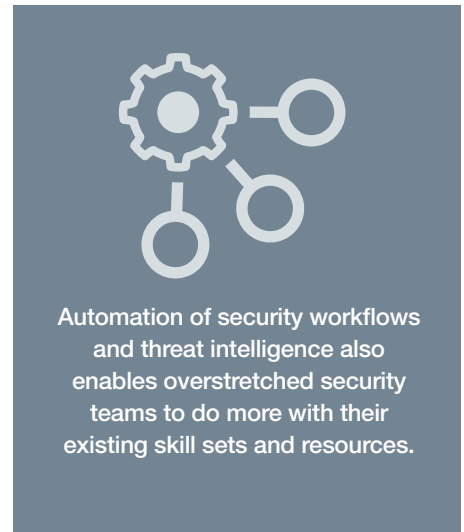 Automation of security workflows
and threat intelligence also
enables overstretched security
teams to do more with their
existing skill sets and resources.